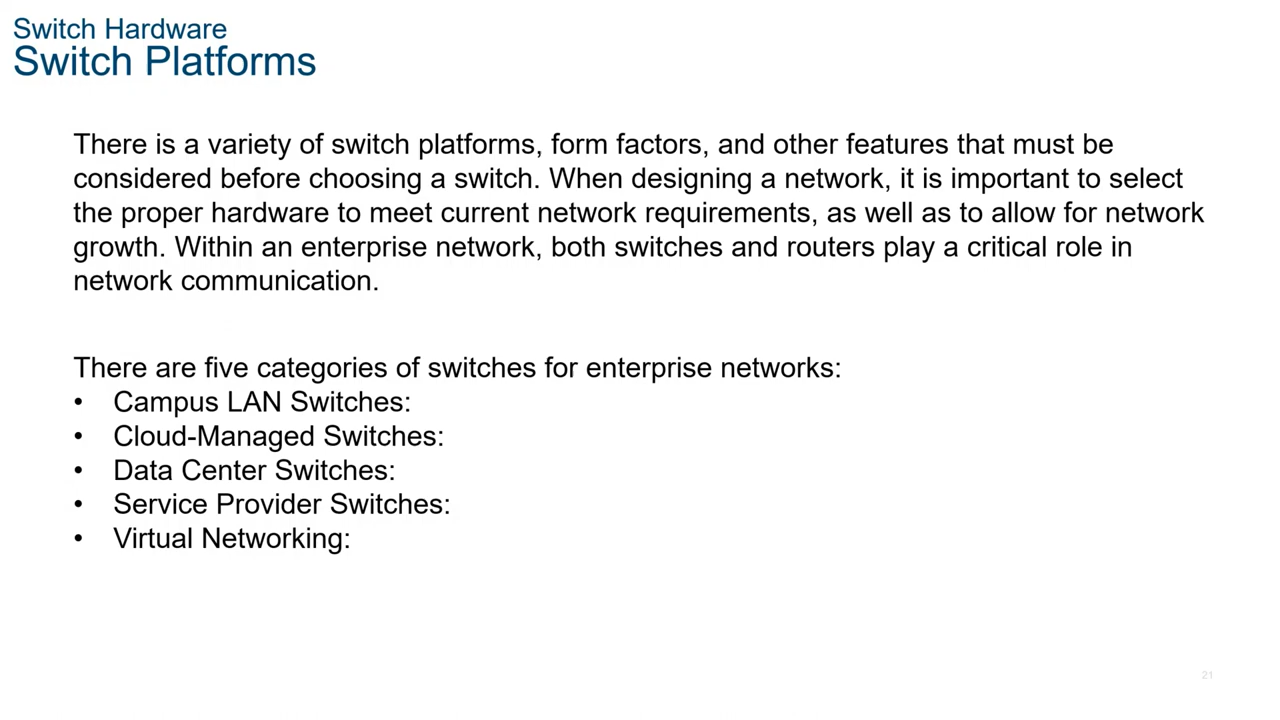 Switch Hardware
Switch Platforms
There is a variety of switch platforms, form factors, and other features that must be
considered before choosing a switch. When designing a network, it is important to select
the proper hardware to meet current network requirements, as well as to allow for network
growth. Within an enterprise network, both switches and routers play a critical role in
network communication.
There are five categories of switches for enterprise networks:
• Campus LAN Switches:
• Cloud-Managed Switches:
• Data Center Switches:
• Service Provider Switches:
• Virtual Networking:
21